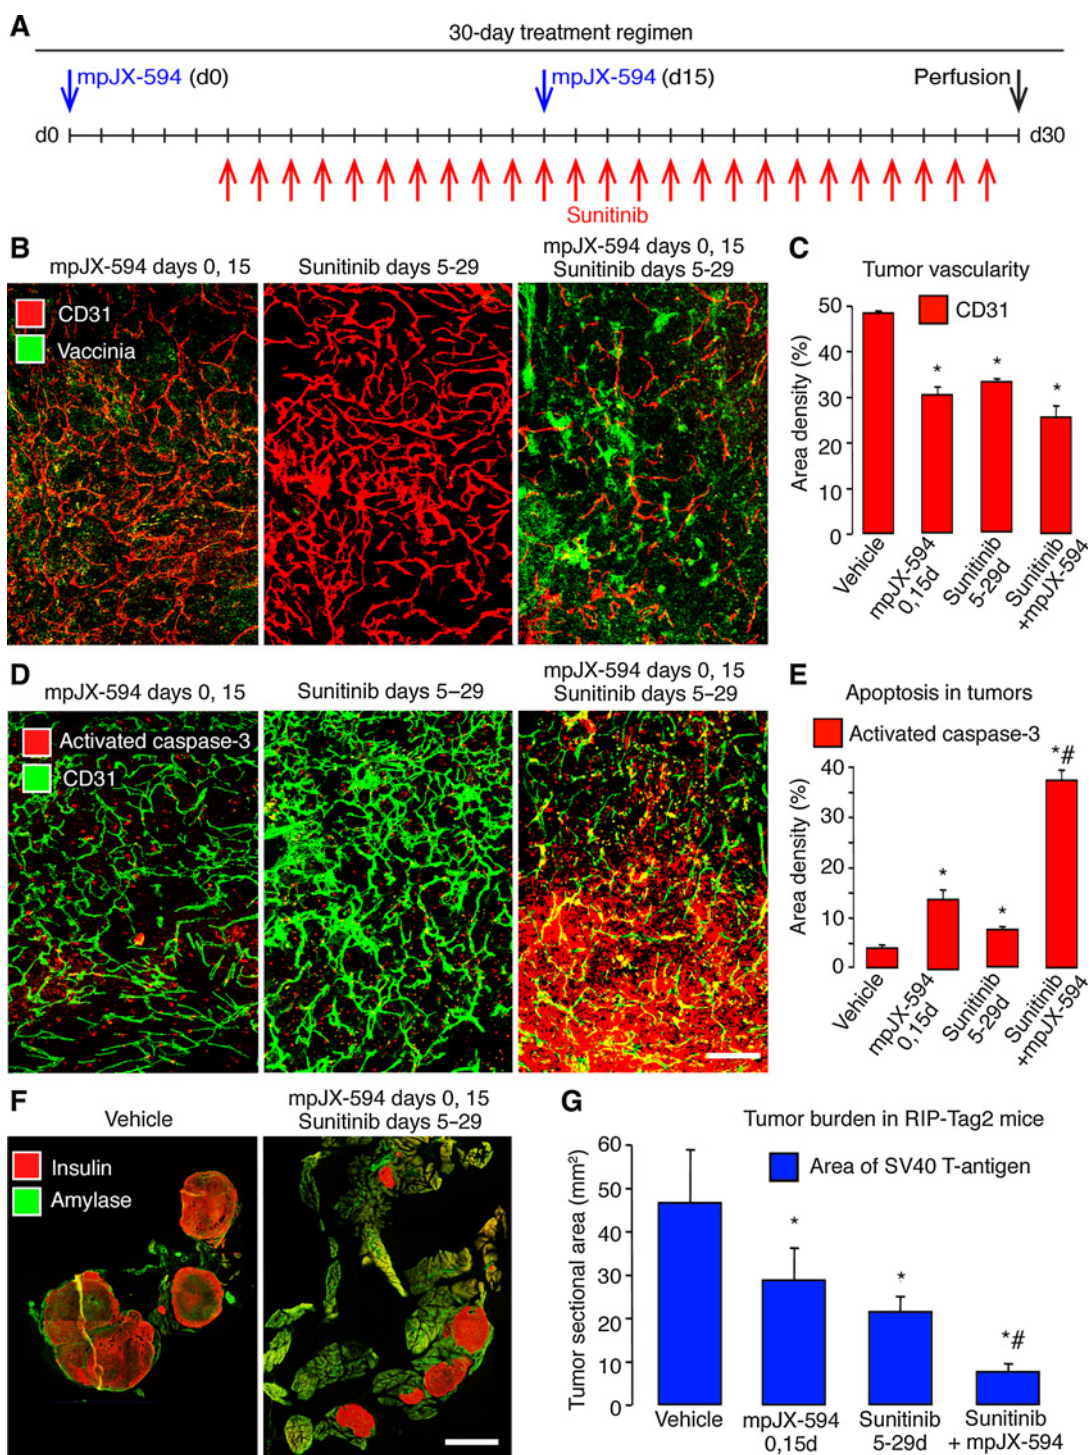 A
30-day treatment regimen
mpJX-594 (d0)
mpJX-594 (d15)
Perfusion
d0
d30
Sunitinib
B
mpJX-594 days 0, 15
Sunitinib days 5-29
mpJX-594 days 0, 15
Sunitinib days 5-29
CD31
Vaccinia
C
Tumor vascularity
CD31
Area density (%)
50
40
30
20
10
0
*
*
*
Vehicle
mpJX-594
0,15d
Sunitinib
5-29d
Sunitinib
+mpJX-594
D
mpJX-594 days 0, 15
Sunitinib days 5–29
mpJX-594 days 0, 15
Sunitinib days 5–29
Activated caspase-3
CD31
E
Apoptosis in tumors
Activated caspase-3
Area density (%)
40
30
20
10
0
*
*
*#
Vehicle
mpJX-594
0,15d
Sunitinib
5-29d
Sunitinib
+mpJX-594
F
Vehicle
mpJX-594 days 0, 15
Sunitinib days 5–29
Insulin
Amylase
G
Tumor burden in RIP-Tag2 mice
Area of SV40 T-antigen
Tumor sectional area (mm²)
60
50
40
30
20
10
0
*
*
*#
Vehicle
mpJX-594
0,15d
Sunitinib
5-29d
Sunitinib
+ mpJX-594